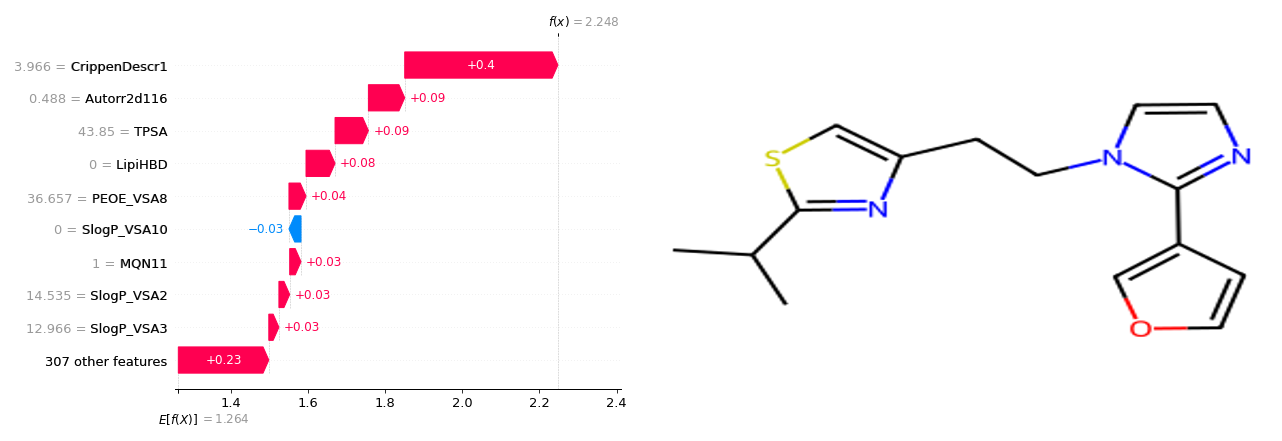 f(x) = 2.248
3.966 = CrippenDescr1 +0.4
0.488 = Autorr2d116 +0.09
43.85 = TPSA +0.09
0 = LipiHBD +0.08
36.657 = PEOE_VSA8 +0.04
0 = SlogP_VSA10 −0.03
1 = MQN11 +0.03
14.535 = SlogP_VSA2 +0.03
12.966 = SlogP_VSA3 +0.03
307 other features +0.23
1.4 1.6 1.8 2.0 2.2 2.4
E[f(X)] = 1.264
S
N
N
N
O